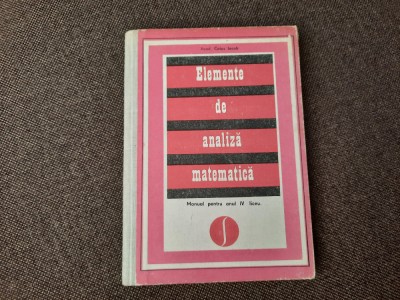 Elemente
de
analiză
matematică
Manual pentru anul IV liceu